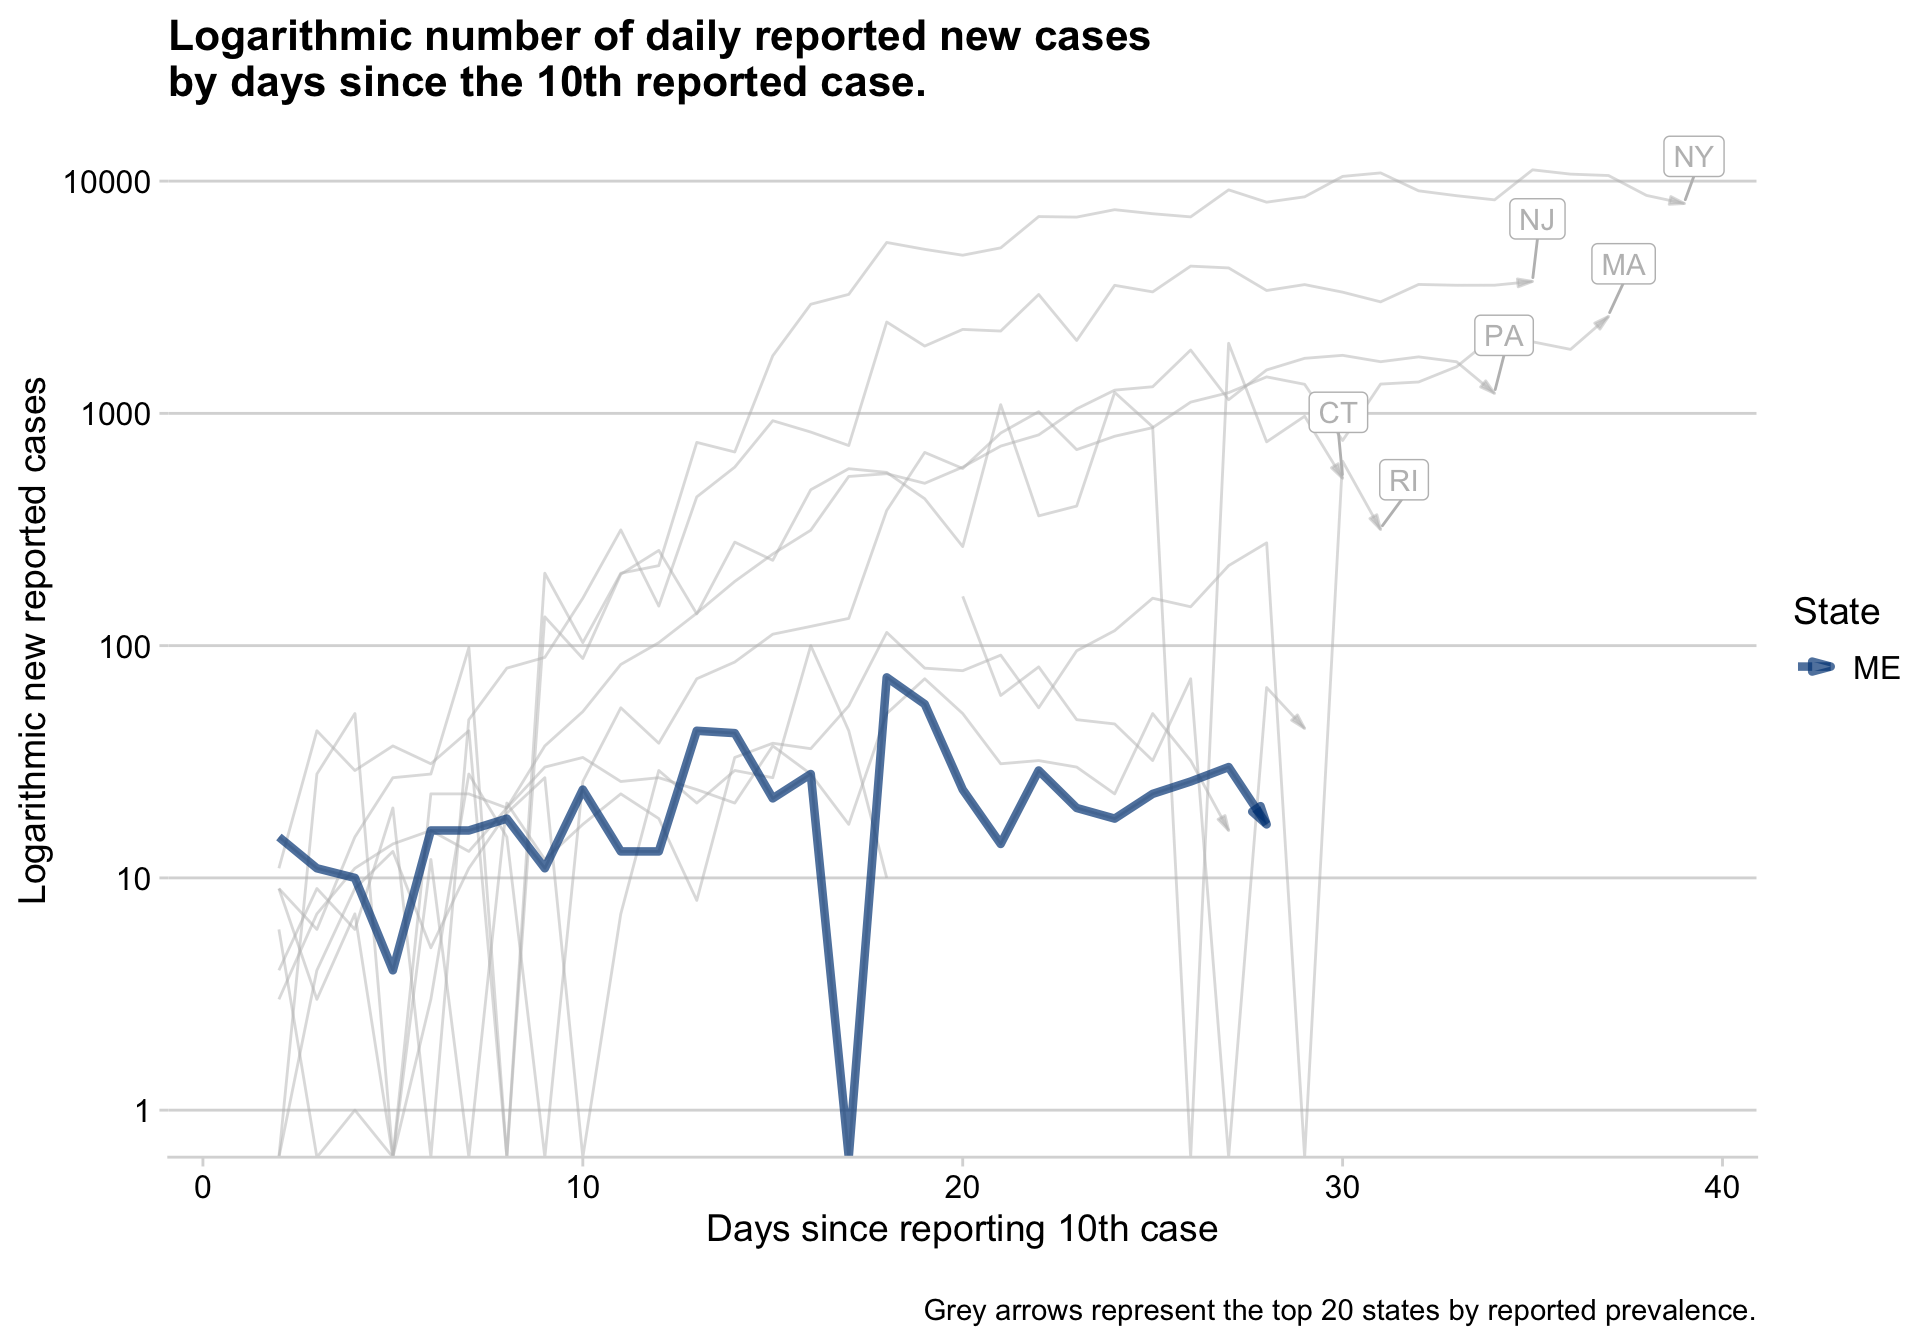 Logarithmic number of daily reported new cases
by days since the 10th reported case.
NY
10000
NJ
MA
PA
1000
CT
RI
Logarithmic new reported cases
State
100
ME
10
1
0
10
20
30
40
Days since reporting 10th case
Grey arrows represent the top 20 states by reported prevalence.